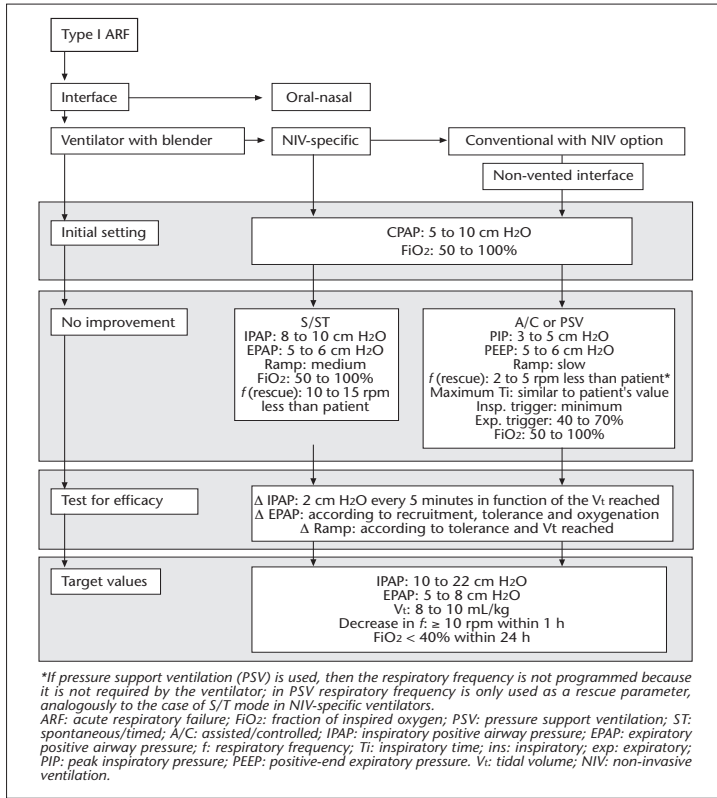 Type I ARF
Interface
Oral-nasal
Ventilator with blender
NIV-specific
Conventional with NIV option
Non-vented interface
Initial setting
CPAP: 5 to 10 cm H2O
FiO2: 50 to 100%
No improvement
S/ST
IPAP: 8 to 10 cm H2O
EPAP: 5 to 6 cm H2O
Ramp: medium
FiO2: 50 to 100%
f (rescue): 10 to 15 rpm
less than patient
A/C or PSV
PIP: 3 to 5 cm H2O
PEEP: 5 to 6 cm H2O
Ramp: slow
f (rescue): 2 to 5 rpm less than patient*
Maximum Ti: similar to patient's value
Insp. trigger: minimum
Exp. trigger: 40 to 70%
FiO2: 50 to 100%
Test for efficacy
Δ IPAP: 2 cm H2O every 5 minutes in function of the Vt reached
Δ EPAP: according to recruitment, tolerance and oxygenation
Δ Ramp: according to tolerance and Vt reached
Target values
IPAP: 10 to 22 cm H2O
EPAP: 5 to 8 cm H2O
Vt: 8 to 10 mL/kg
Decrease in f: ≥ 10 rpm within 1 h
FiO2 < 40% within 24 h
*If pressure support ventilation (PSV) is used, then the respiratory frequency is not programmed because
it is not required by the ventilator; in PSV respiratory frequency is only used as a rescue parameter,
analogously to the case of S/T mode in NIV-specific ventilators.
ARF: acute respiratory failure; FiO2: fraction of inspired oxygen; PSV: pressure support ventilation; ST:
spontaneous/timed; A/C: assisted/controlled; IPAP: inspiratory positive airway pressure; EPAP: expiratory
positive airway pressure; f: respiratory frequency; Ti: inspiratory time; ins: inspiratory; exp: expiratory;
PIP: peak inspiratory pressure; PEEP: positive-end expiratory pressure. Vt: tidal volume; NIV: non-invasive
ventilation.